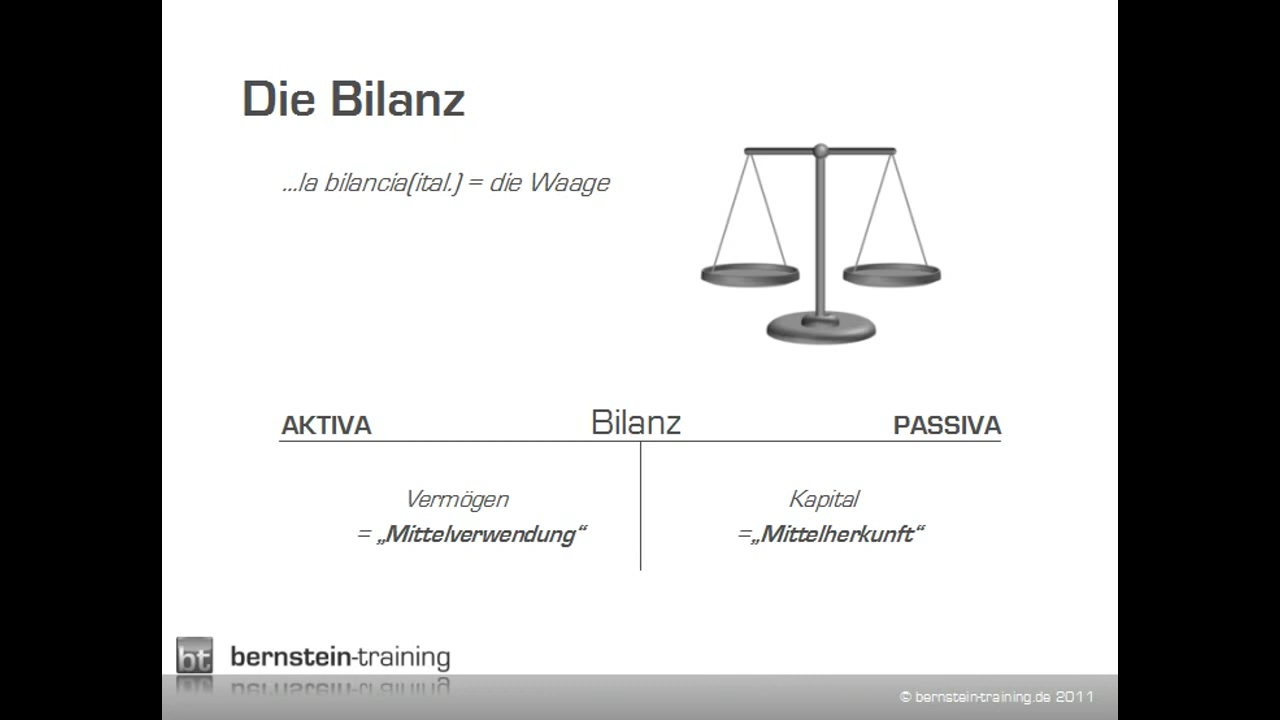 Die Bilanz
...la bilancia(ital.) = die Waage
AKTIVA Bilanz PASSIVA
Vermögen Kapital
= „Mittelverwendung“ =„Mittelherkunft“
bt bernstein-training
© bernstein-training.de 2011